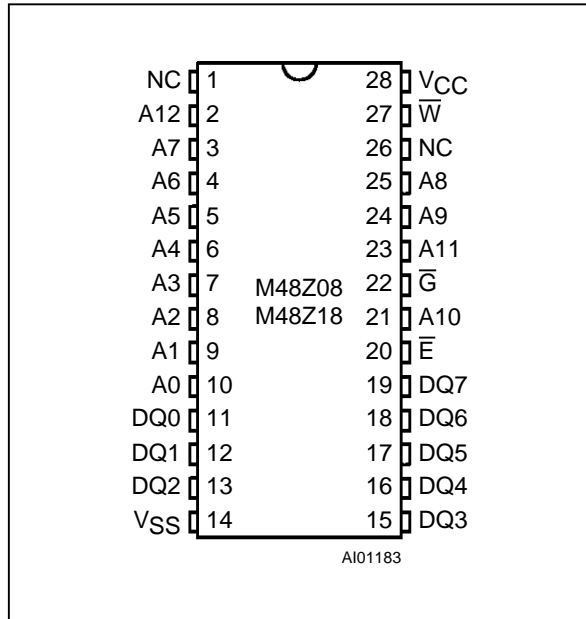 NC 1 28 VCC
A12 2 27 W̅
A7 3 26 NC
A6 4 25 A8
A5 5 24 A9
A4 6 23 A11
A3 7 M48Z08 22 G̅
A2 8 M48Z18 21 A10
A1 9 20 E̅
A0 10 19 DQ7
DQ0 11 18 DQ6
DQ1 12 17 DQ5
DQ2 13 16 DQ4
VSS 14 15 DQ3
AI01183